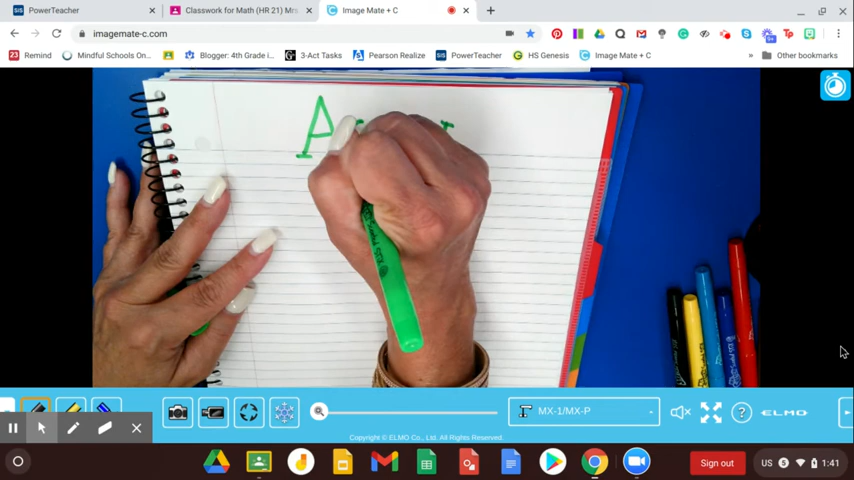 PowerTeacher
Classwork for Math (HR 21) Mrs
Image Mate + C
imagemate-c.com
23 Remind
Mindful Schools On...
Blogger: 4th Grade i...
3-Act Tasks
Pearson Realize
PowerTeacher
HS Genesis
Image Mate + C
»
Other bookmarks
A
MX-1/MX-P
?
ELMO
Copyright © ELMO Co., Ltd. All Rights Reserved.
Sign out
US
1:41